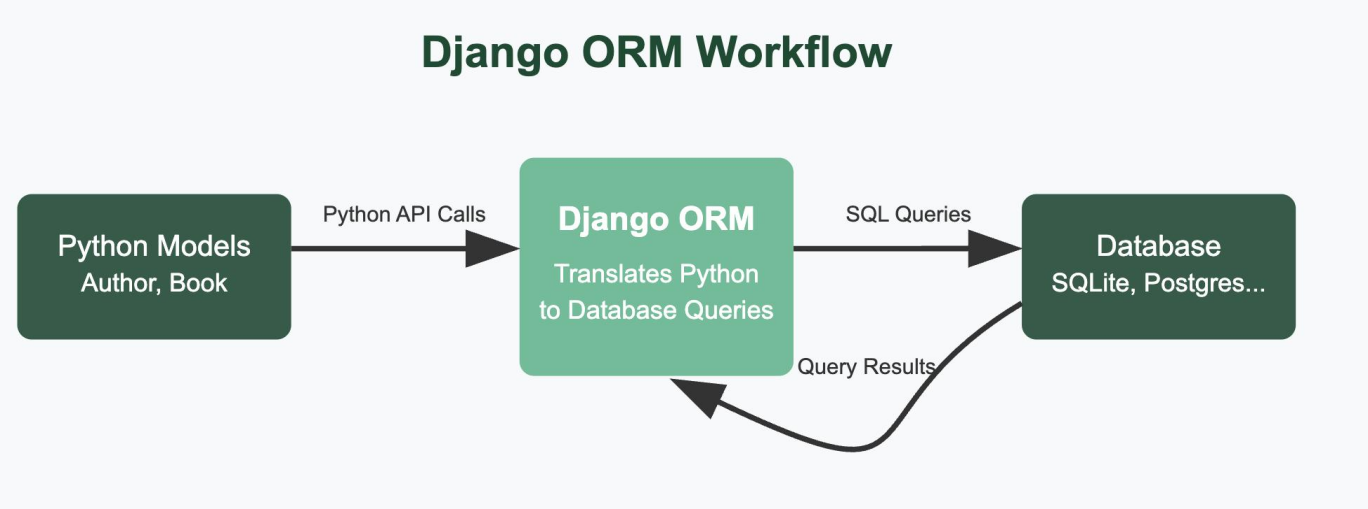 Django ORM Workflow
Python Models
Author, Book
Python API Calls
Django ORM
Translates Python
to Database Queries
SQL Queries
Database
SQLite, Postgres...
Query Results